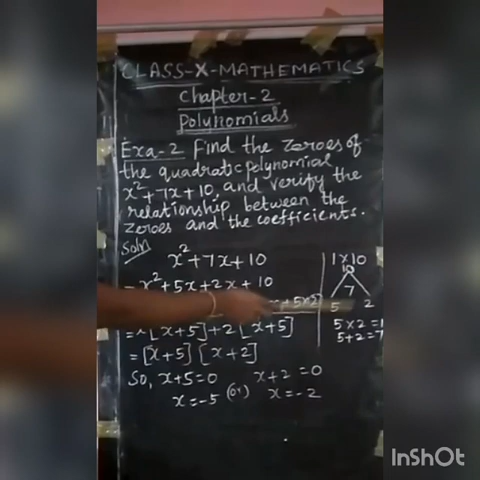 CLASS-X-MATHEMATICS
Chapter-2
Polynomials
Exa-2 Find the zeroes of
the quadratic polynomial
x²+7x+10, and verify the
relationship between the
zeroes and the coefficients.
Soln
x²+7x+10
= x²+5x+2x+10
x+5x2
= x[x+5]+2[x+5]
= [x+5] [x+2]
So, x+5=0 x+2=0
x=-5 (or) x=-2
1x10
10
7
5 2
5x2=1
5+2=7
InShOt